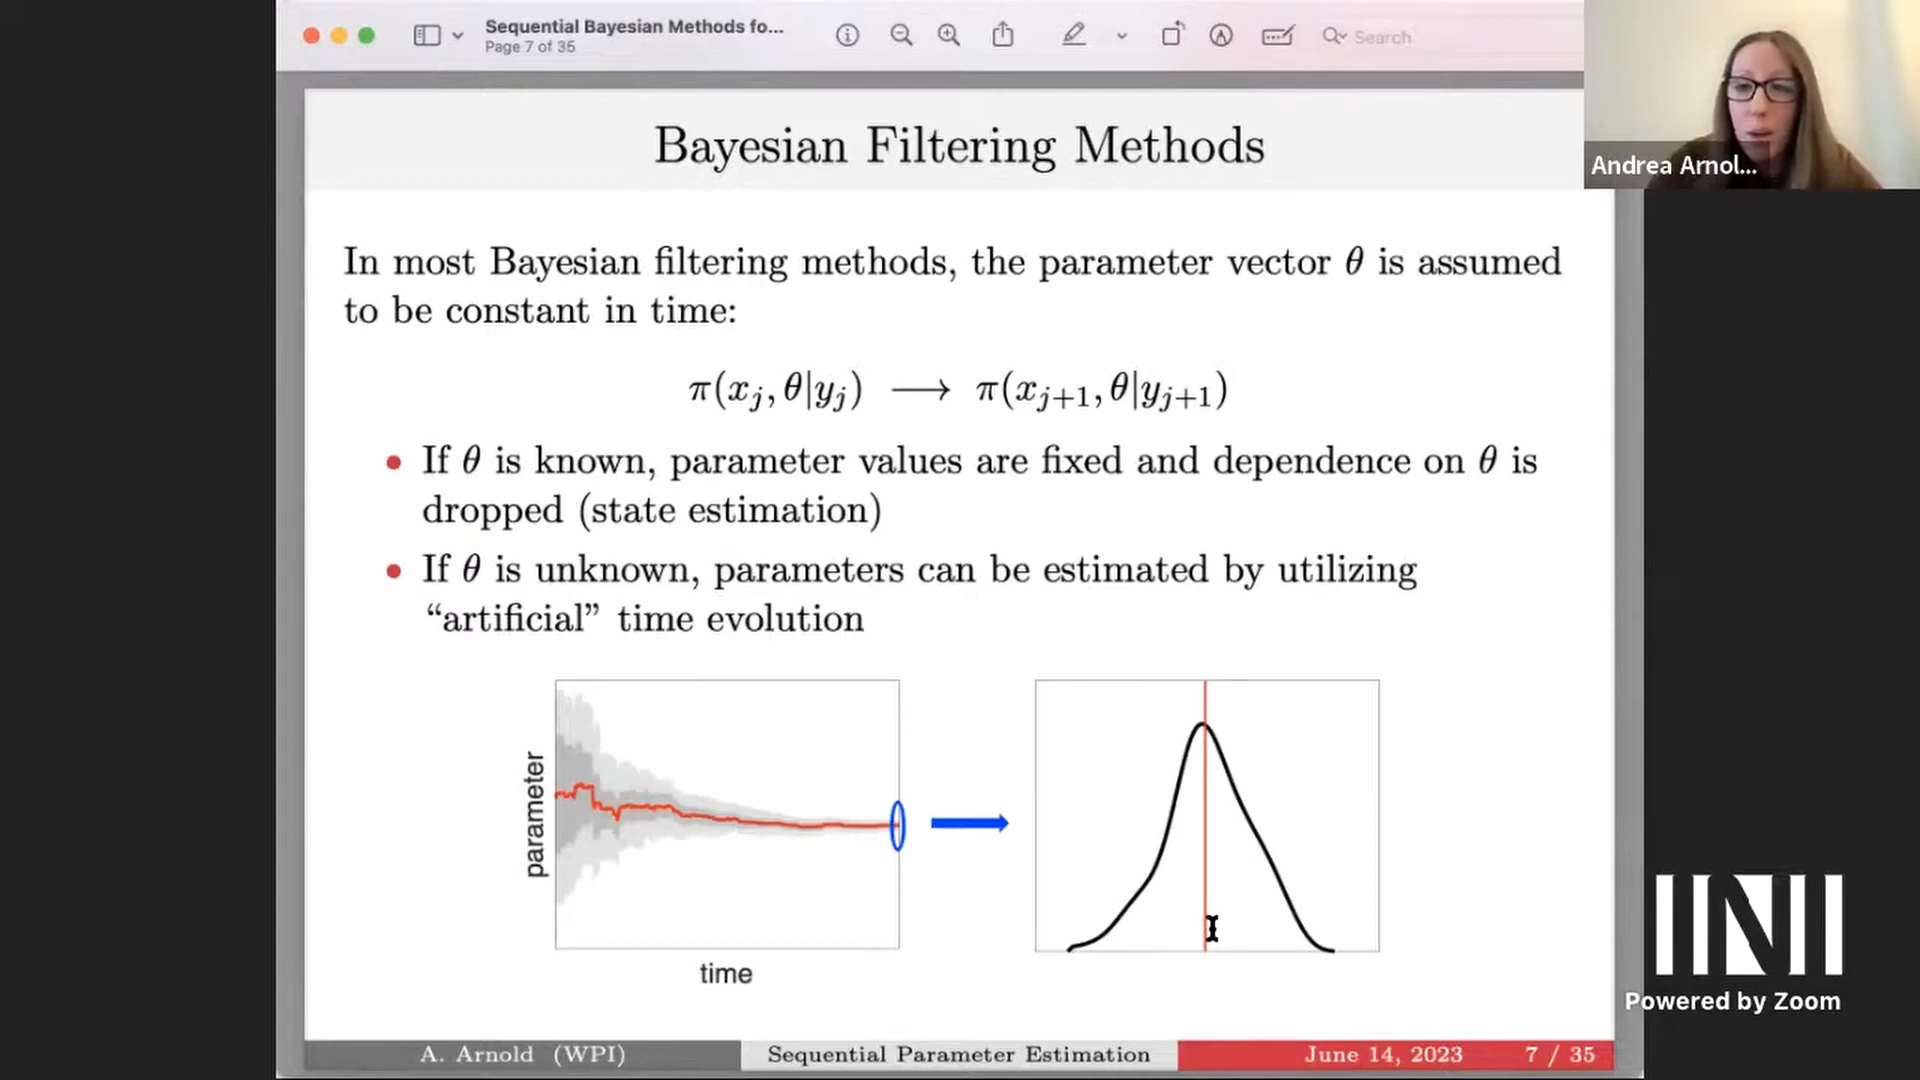 Sequential Bayesian Methods fo...
Page 7 of 35
Search
Andrea Arnol...
Bayesian Filtering Methods
In most Bayesian filtering methods, the parameter vector θ is assumed
to be constant in time:
π(x_j, θ|y_j) ⟶ π(x_{j+1}, θ|y_{j+1})
• If θ is known, parameter values are fixed and dependence on θ is
dropped (state estimation)
• If θ is unknown, parameters can be estimated by utilizing
“artificial” time evolution
parameter
time
INI
Powered by Zoom
A. Arnold (WPI)
Sequential Parameter Estimation
June 14, 2023
7 / 35